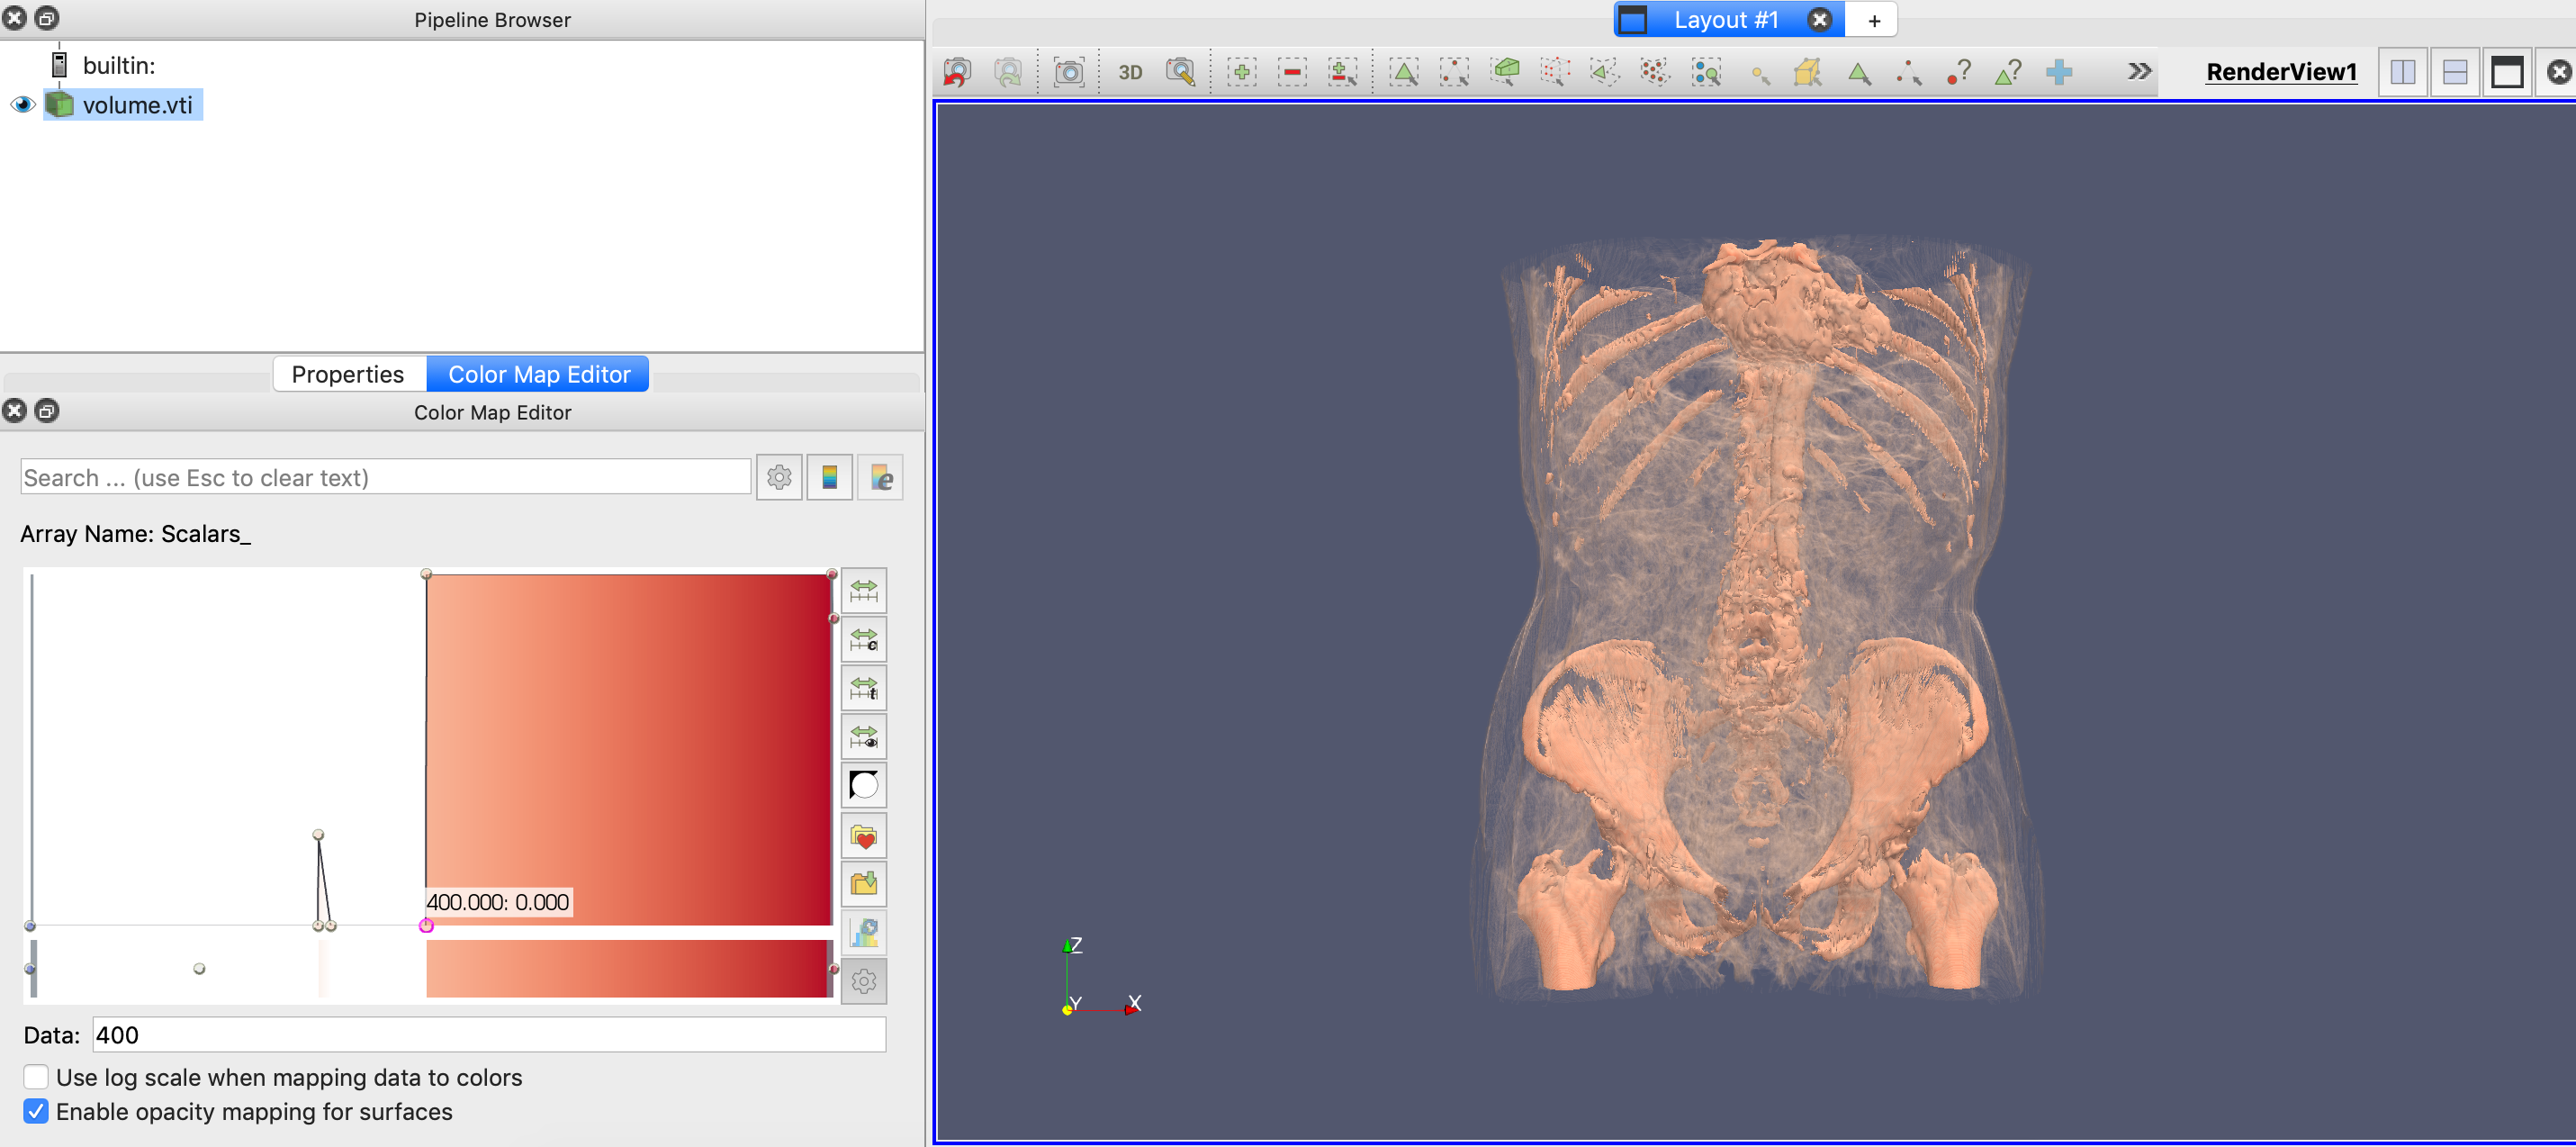 Pipeline Browser
builtin:
volume.vti
Properties
Color Map Editor
Color Map Editor
Search ... (use Esc to clear text)
e
Array Name: Scalars_
c
t
400.000: 0.000
Data: 400
Use log scale when mapping data to colors
Enable opacity mapping for surfaces
Layout #1
+
3D
RenderView1
Z
Y
X